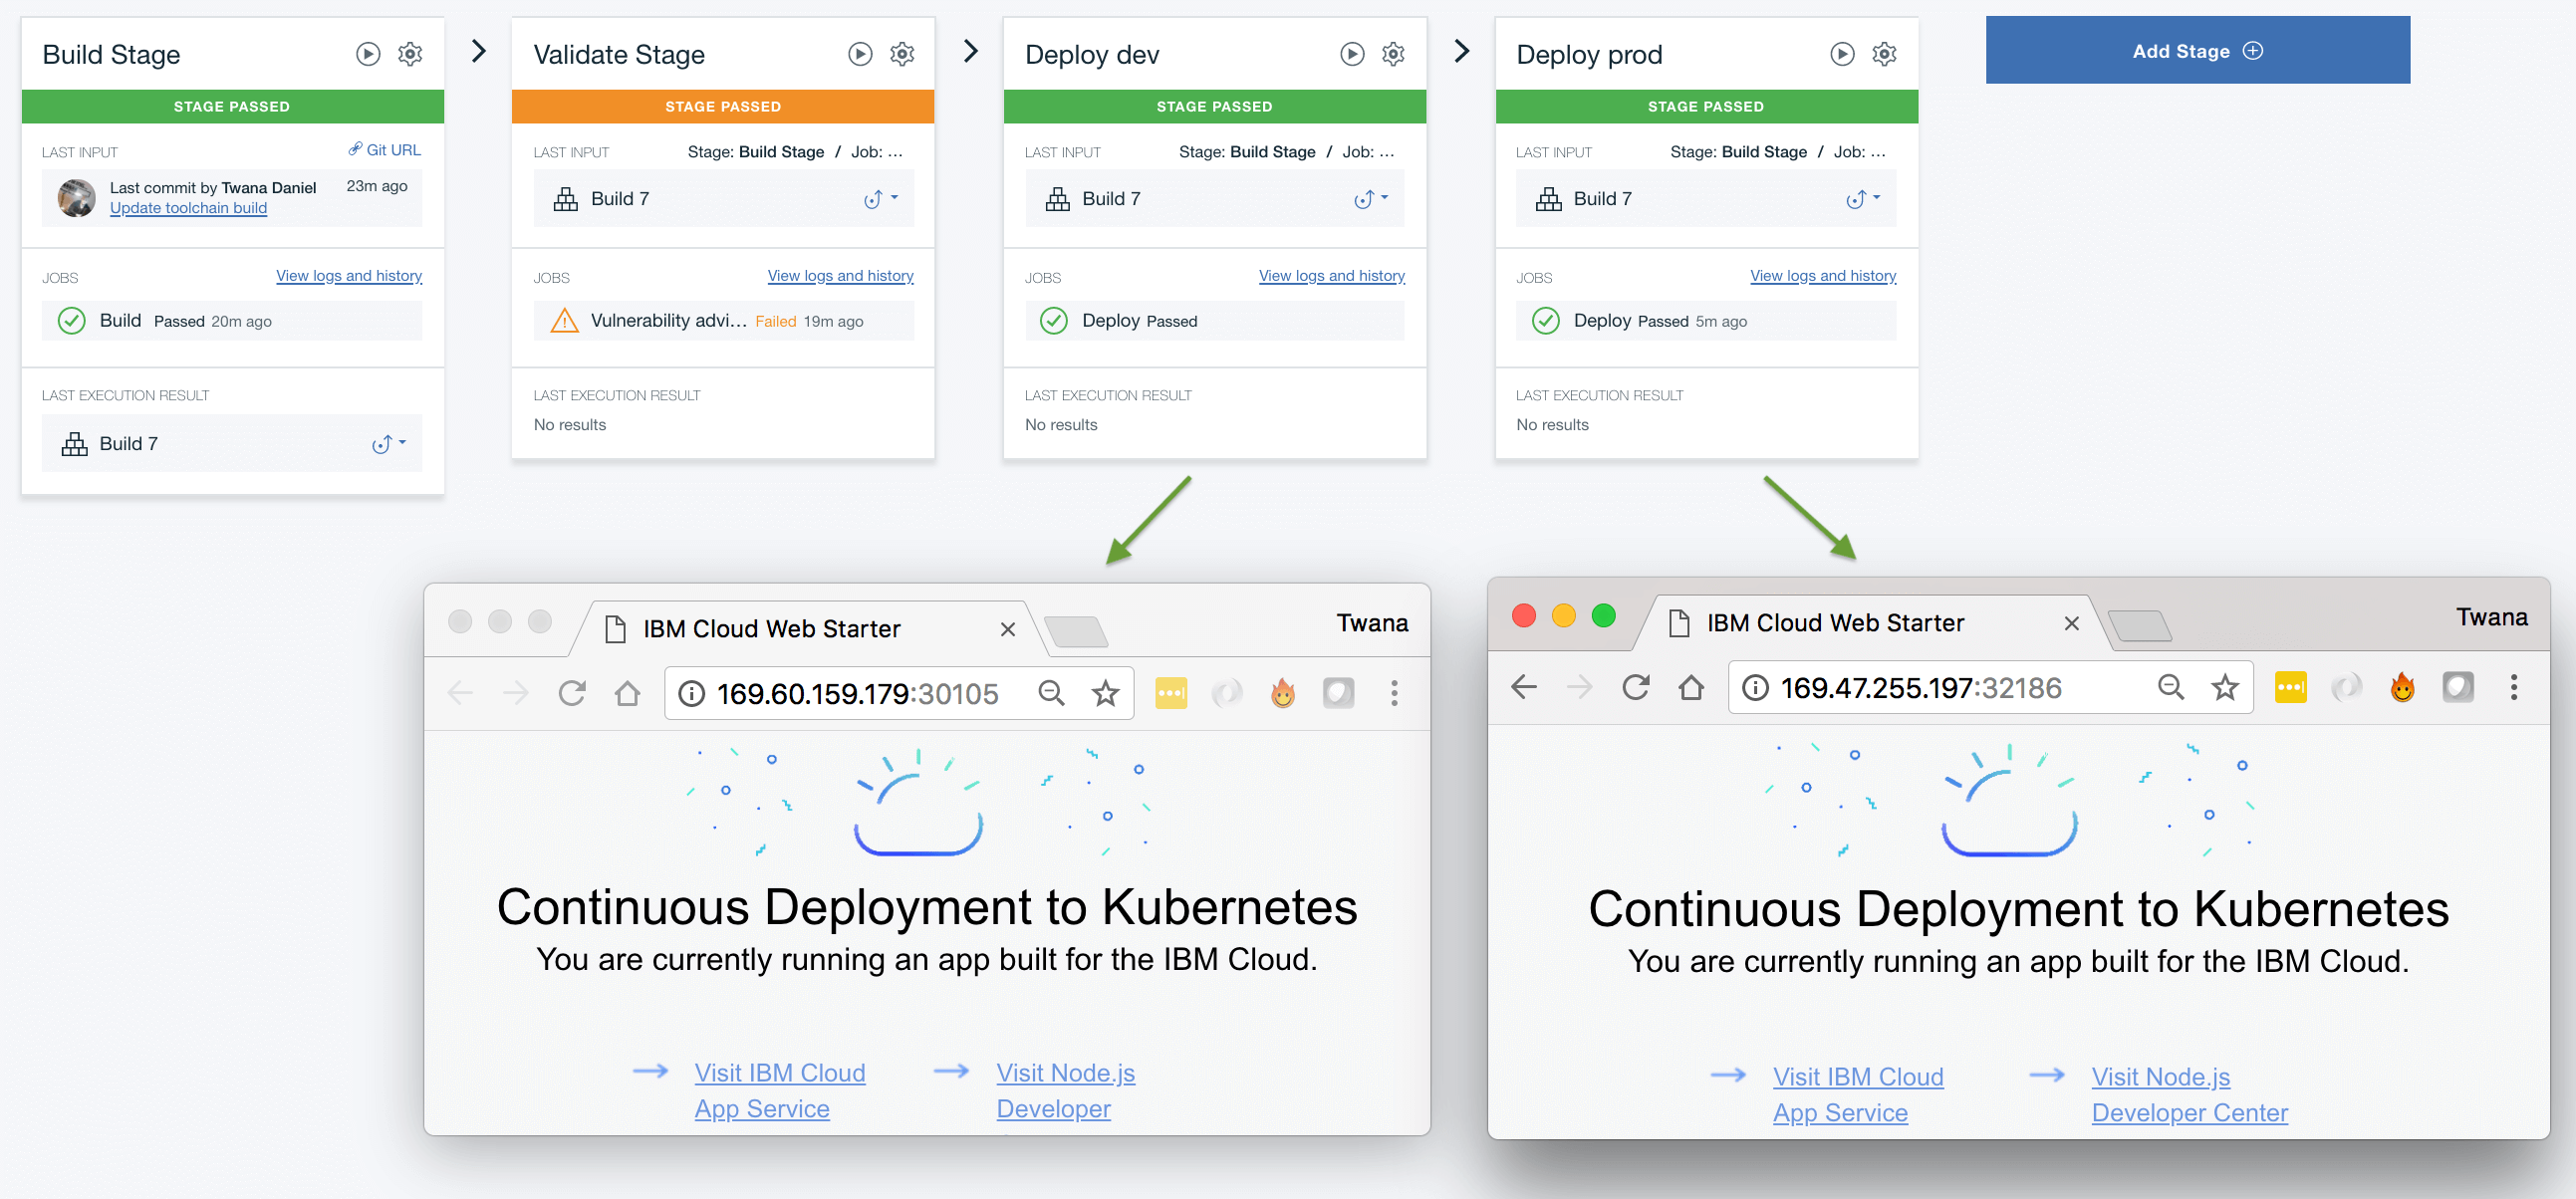 Build Stage
STAGE PASSED
LAST INPUT Git URL
Last commit by Twana Daniel 23m ago
Update toolchain build
JOBS View logs and history
Build Passed 20m ago
LAST EXECUTION RESULT
Build 7
Validate Stage
STAGE PASSED
LAST INPUT Stage: Build Stage / Job: ...
Build 7
JOBS View logs and history
Vulnerability advi... Failed 19m ago
LAST EXECUTION RESULT
No results
Deploy dev
STAGE PASSED
LAST INPUT Stage: Build Stage / Job: ...
Build 7
JOBS View logs and history
Deploy Passed
LAST EXECUTION RESULT
No results
Deploy prod
STAGE PASSED
LAST INPUT Stage: Build Stage / Job: ...
Build 7
JOBS View logs and history
Deploy Passed 5m ago
LAST EXECUTION RESULT
No results
Add Stage
IBM Cloud Web Starter Twana
169.60.159.179:30105
Continuous Deployment to Kubernetes
You are currently running an app built for the IBM Cloud.
Visit IBM Cloud
App Service
Visit Node.js
Developer
IBM Cloud Web Starter Twana
169.47.255.197:32186
Continuous Deployment to Kubernetes
You are currently running an app built for the IBM Cloud.
Visit IBM Cloud
App Service
Visit Node.js
Developer Center